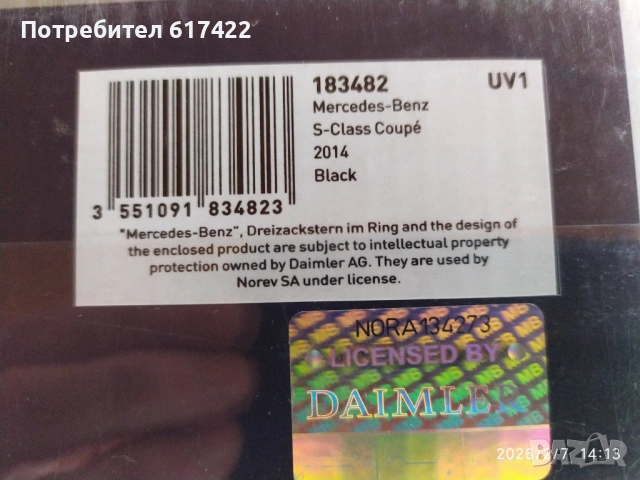 Потребител 617422
183482
UV1
Mercedes-Benz
S-Class Coupé
2014
Black
3 551091 834823
"Mercedes-Benz", Dreizackstern im Ring and the design of
the enclosed product are subject to intellectual property
protection owned by Daimler AG. They are used by
Norev SA under license.
NORA134273
LICENSED BY
DAIMLER
BAZAR
14:13